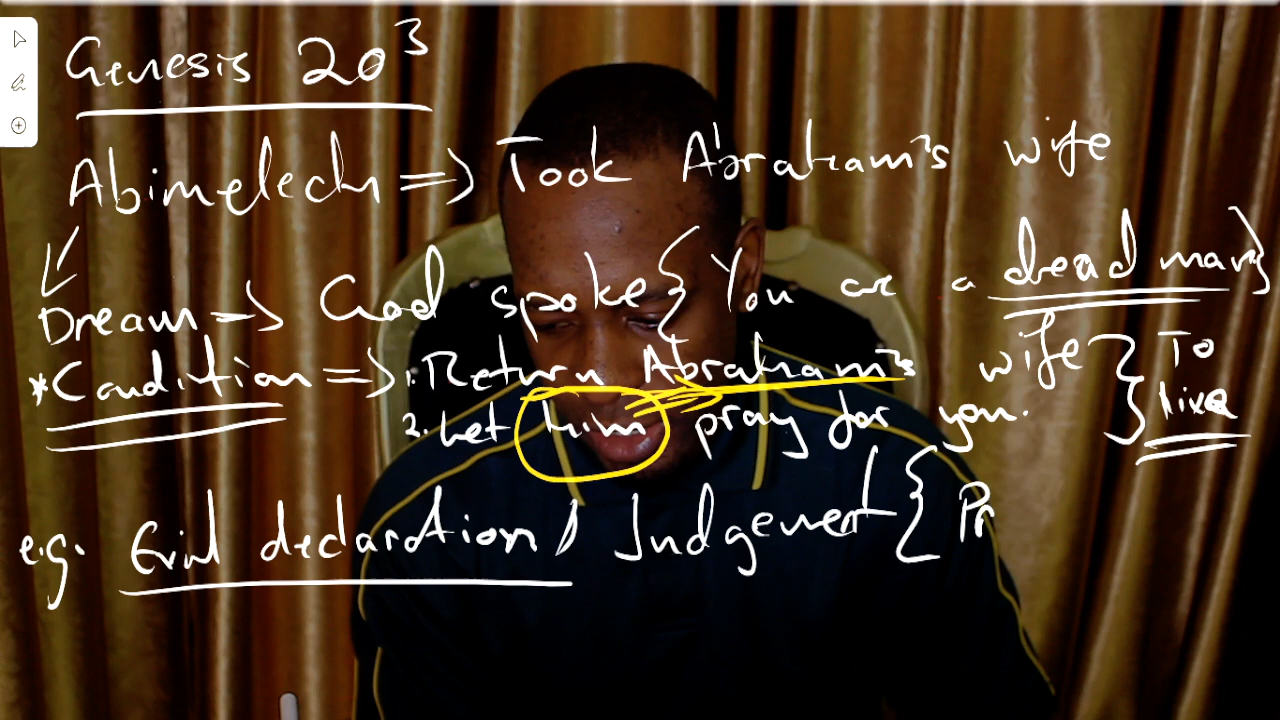 Genesis 20³
Abimelech => Took Abraham's wife
Dream => God spoke { You are a dead man }
*Condition => 1. Return Abraham's wife } To live
2. Let him pray for you.
e.g. Evil declaration / Judgement { Pr